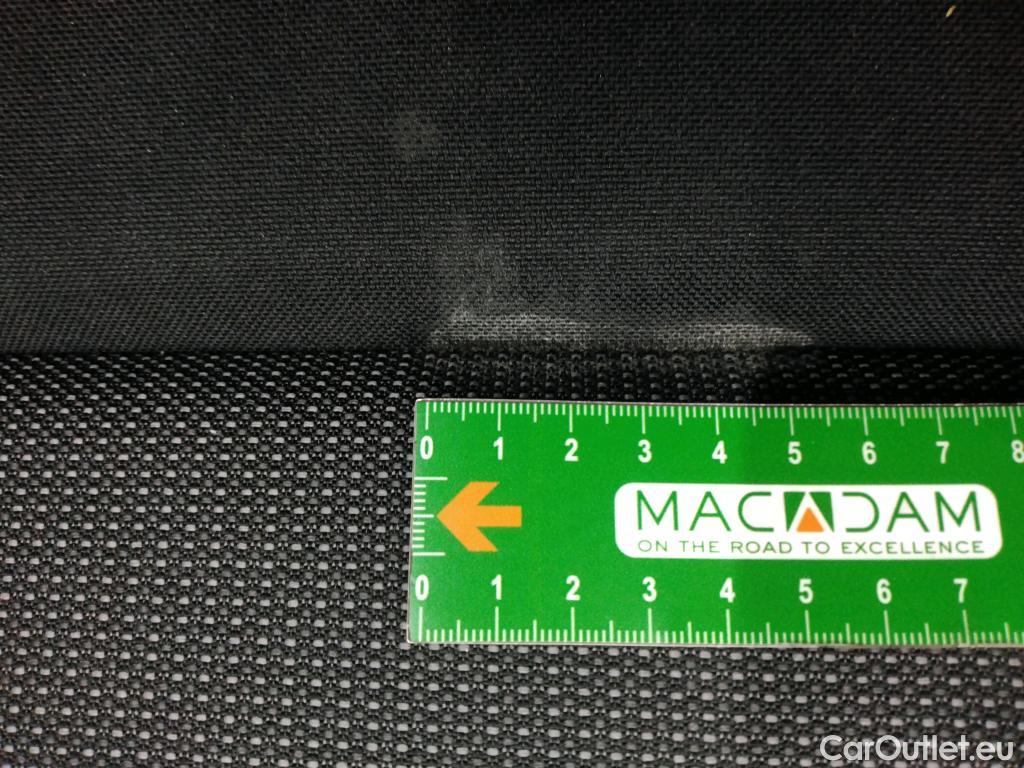 0 1 2 3 4 5 6 7 8
MACADAM
ON THE ROAD TO EXCELLENCE
0 1 2 3 4 5 6 7
CarOutlet.eu